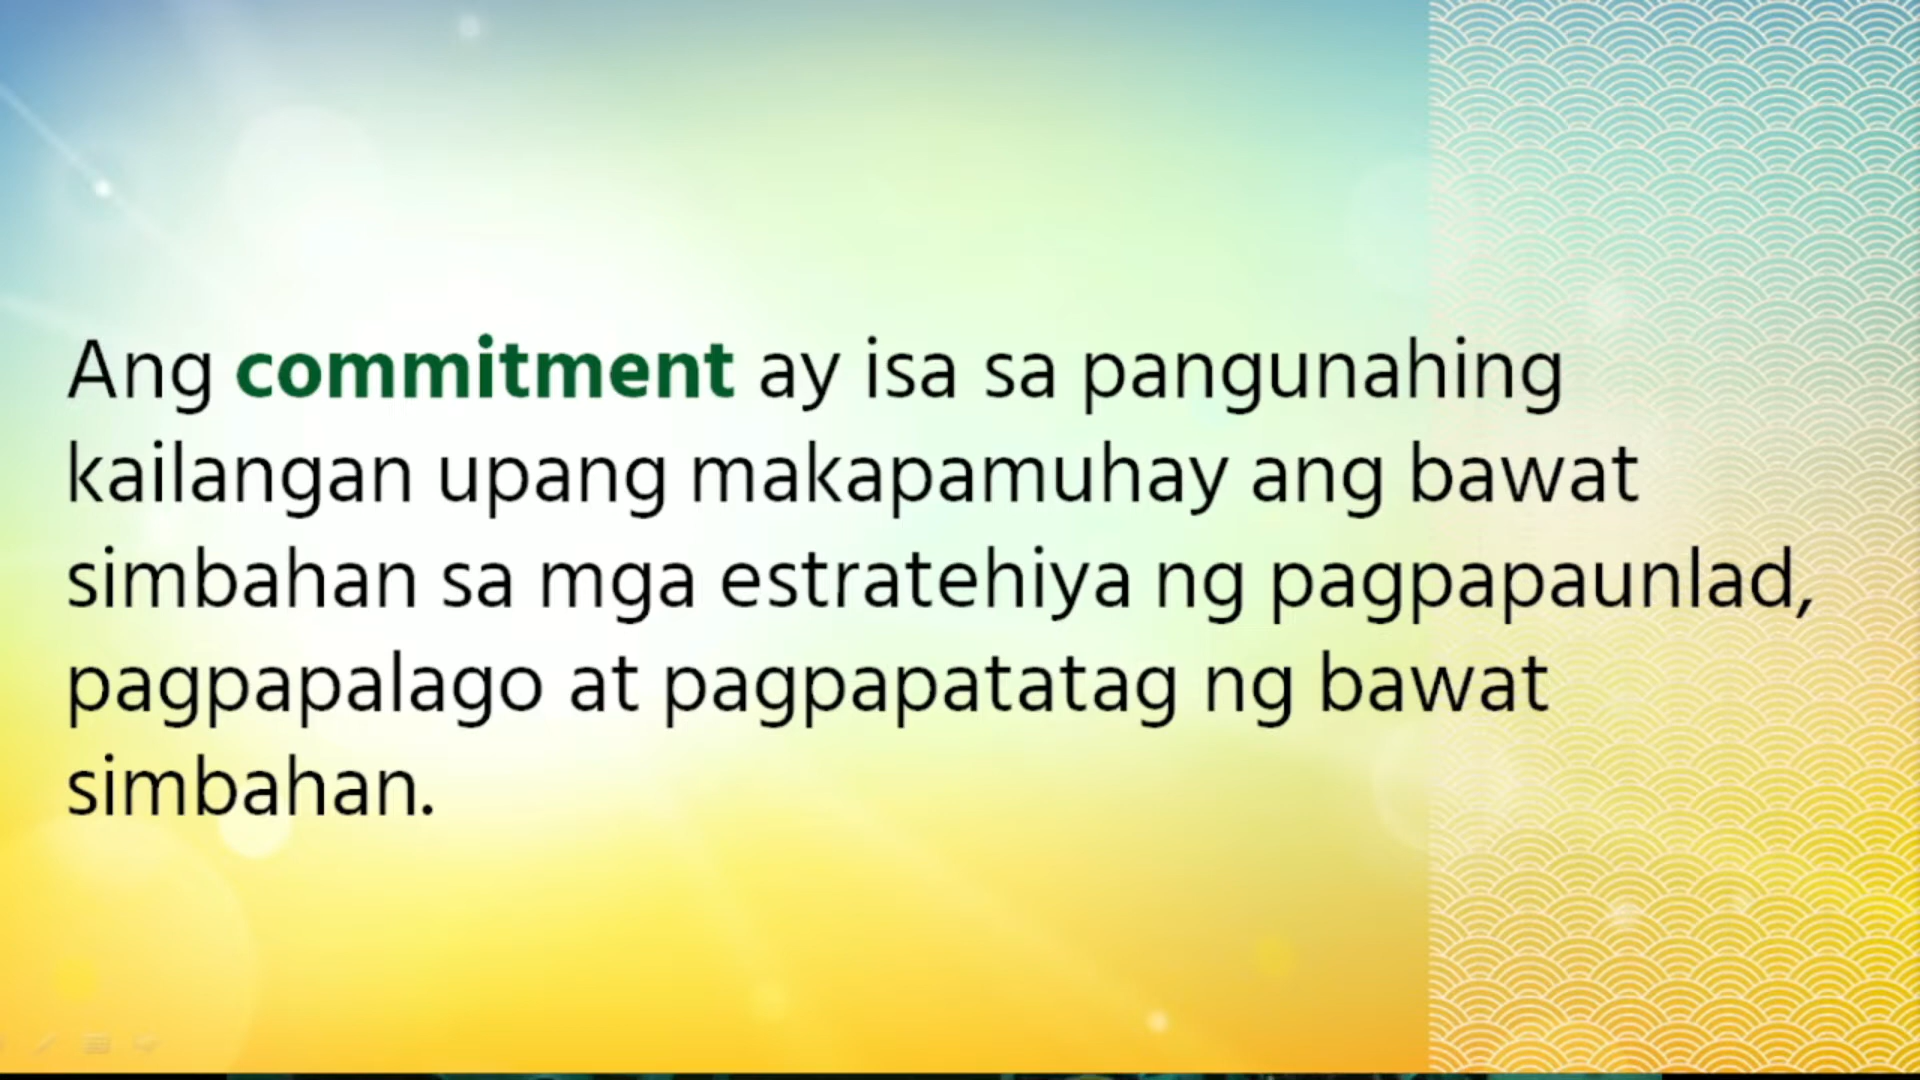 Ang commitment ay isa sa pangunahing
kailangan upang makapamuhay ang bawat
simbahan sa mga estratehiya ng pagpapaunlad,
pagpapalago at pagpapatatag ng bawat
simbahan.